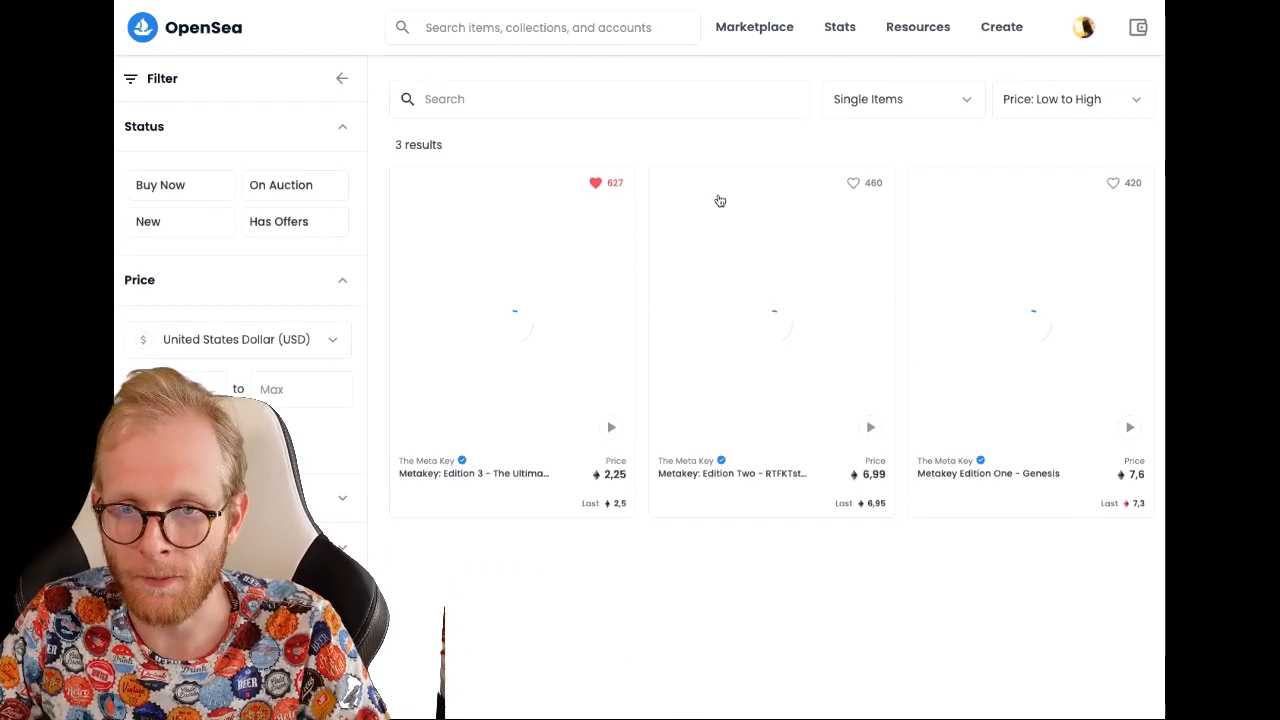 OpenSea
Search items, collections, and accounts
Marketplace
Stats
Resources
Create
Filter
Status
Buy Now
On Auction
New
Has Offers
Price
$ United States Dollar (USD)
to
Max
Search
Single Items
Price: Low to High
3 results
627
The Meta Key
Price
Metakey: Edition 3 - The Ultima...
2,25
Last 2,5
460
The Meta Key
Price
Metakey: Edition Two - RTFKTst...
6,99
Last 6,95
420
The Meta Key
Price
Metakey Edition One - Genesis
7,6
Last 7,3